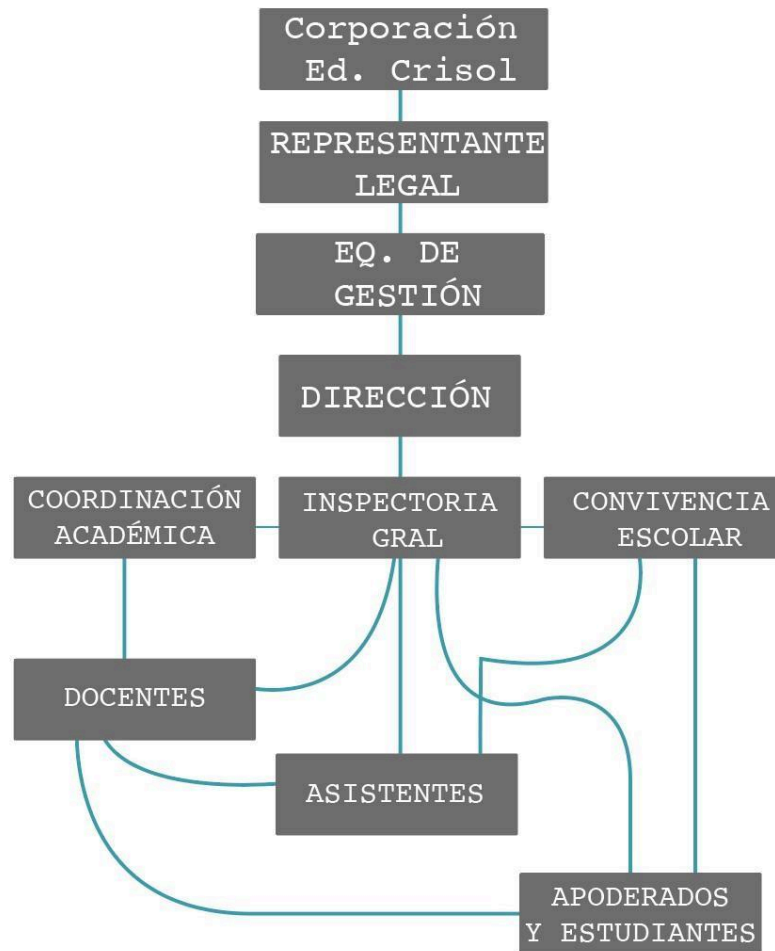 Corporación
Ed. Crisol
REPRESENTANTE
LEGAL
EQ. DE
GESTIÓN
DIRECCIÓN
COORDINACIÓN
ACADÉMICA
INSPECTORIA
GRAL
CONVIVENCIA
ESCOLAR
DOCENTES
ASISTENTES
APODERADOS
Y ESTUDIANTES